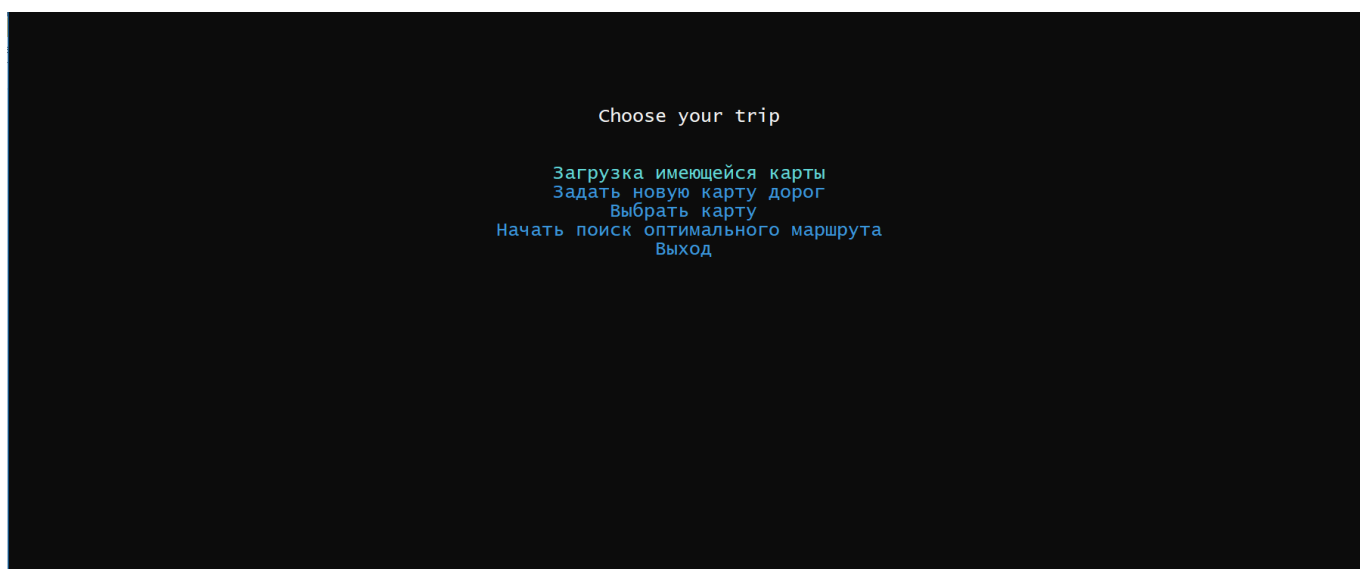 Choose your trip
Загрузка имеющейся карты
Задать новую карту дорог
Выбрать карту
Начать поиск оптимального маршрута
Выход